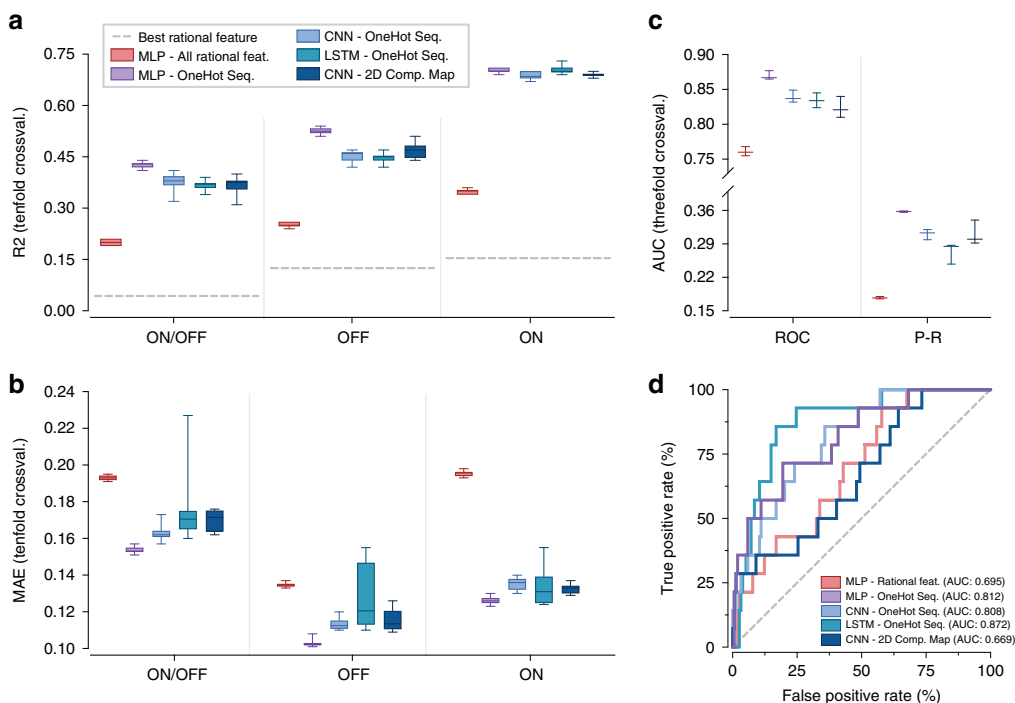 a
Best rational feature
MLP - All rational feat.
MLP - OneHot Seq.
CNN - OneHot Seq.
LSTM - OneHot Seq.
CNN - 2D Comp. Map
R2 (tenfold crossval.)
0.75
0.60
0.45
0.30
0.15
0.00
ON/OFF
OFF
ON
b
MAE (tenfold crossval.)
0.24
0.22
0.20
0.18
0.16
0.14
0.12
0.10
ON/OFF
OFF
ON
c
AUC (threefold crossval.)
0.90
0.85
0.75
0.36
0.29
0.22
0.15
ROC
P-R
d
True positive rate (%)
100
75
50
25
0
MLP - Rational feat. (AUC: 0.695)
MLP - OneHot Seq. (AUC: 0.812)
CNN - OneHot Seq. (AUC: 0.808)
LSTM - OneHot Seq. (AUC: 0.872)
CNN - 2D Comp. Map (AUC: 0.669)
0
25
50
75
100
False positive rate (%)